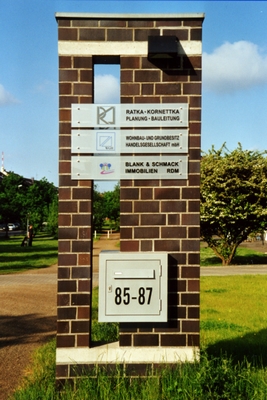 RATKA-KORNETTKA
PLANUNG - BAULEITUNG
WOHNBAU- UND GRUNDBESITZ
HANDELSGESELLSCHAFT mbH
BLANK & SCHMACK
IMMOBILIEN RDM
85-87